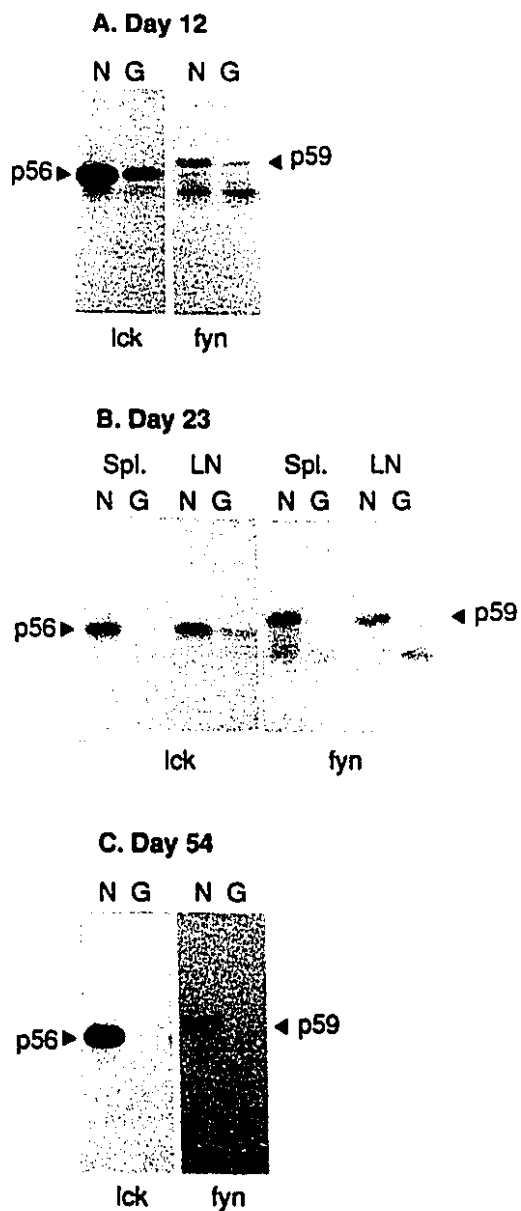 A. Day 12
N G N G
p56 p59
lck fyn
B. Day 23
Spl. LN Spl. LN
N G N G N G N G
p56 p59
lck fyn
C. Day 54
N G N G
p56 p59
lck fyn